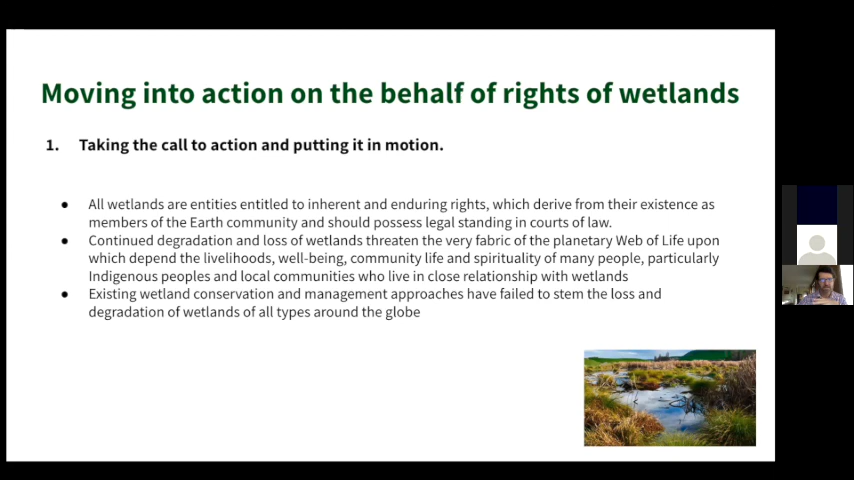 Moving into action on the behalf of rights of wetlands
1. Taking the call to action and putting it in motion.
● All wetlands are entities entitled to inherent and enduring rights, which derive from their existence as
members of the Earth community and should possess legal standing in courts of law.
● Continued degradation and loss of wetlands threaten the very fabric of the planetary Web of Life upon
which depend the livelihoods, well-being, community life and spirituality of many people, particularly
Indigenous peoples and local communities who live in close relationship with wetlands
● Existing wetland conservation and management approaches have failed to stem the loss and
degradation of wetlands of all types around the globe